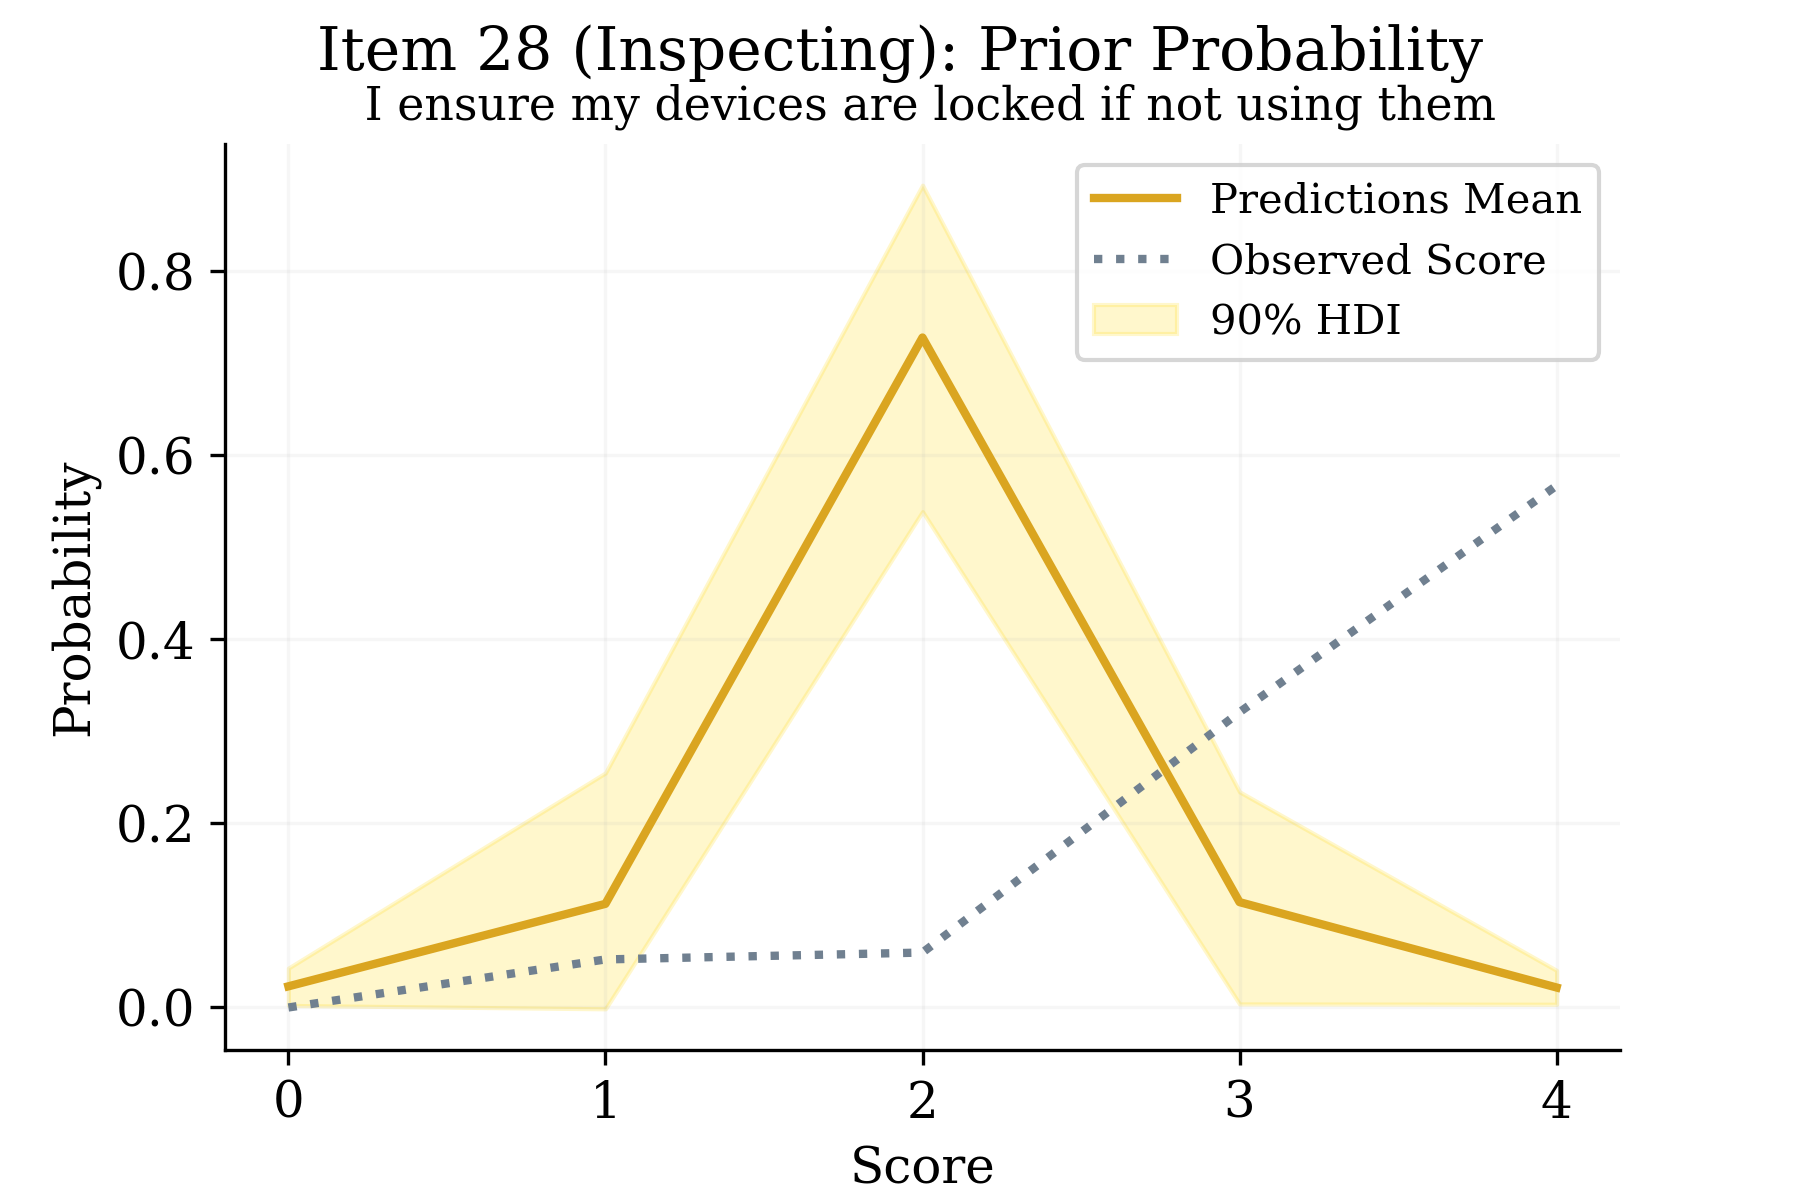 Item 28 (Inspecting): Prior Probability
I ensure my devices are locked if not using them
Predictions Mean
Observed Score
90% HDI
Probability
0.8
0.6
0.4
0.2
0.0
0 1 2 3 4
Score